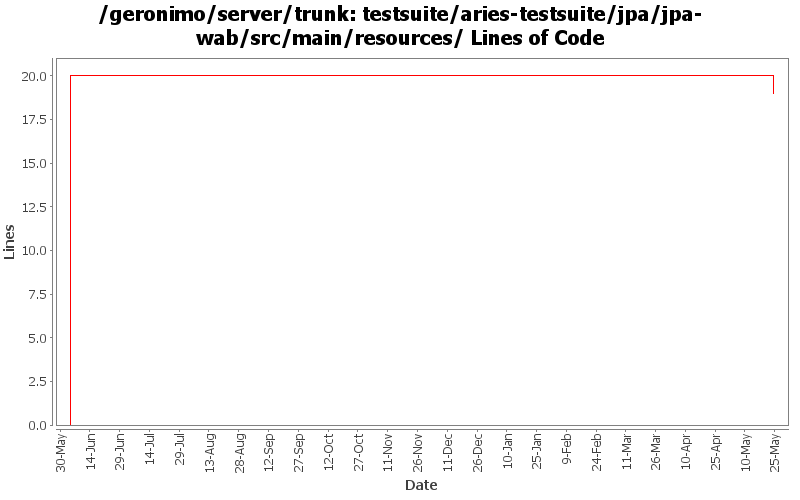 /geronimo/server/trunk: testsuite/aries-testsuite/jpa/jpa-
wab/src/main/resources/ Lines of Code
20.0
17.5
15.0
12.5
10.0
7.5
5.0
2.5
0.0
Lines
30-May
14-Jun
29-Jun
14-Jul
29-Jul
13-Aug
28-Aug
12-Sep
27-Sep
12-Oct
27-Oct
11-Nov
26-Nov
11-Dec
26-Dec
10-Jan
25-Jan
9-Feb
24-Feb
11-Mar
26-Mar
10-Apr
25-Apr
10-May
25-May
Date